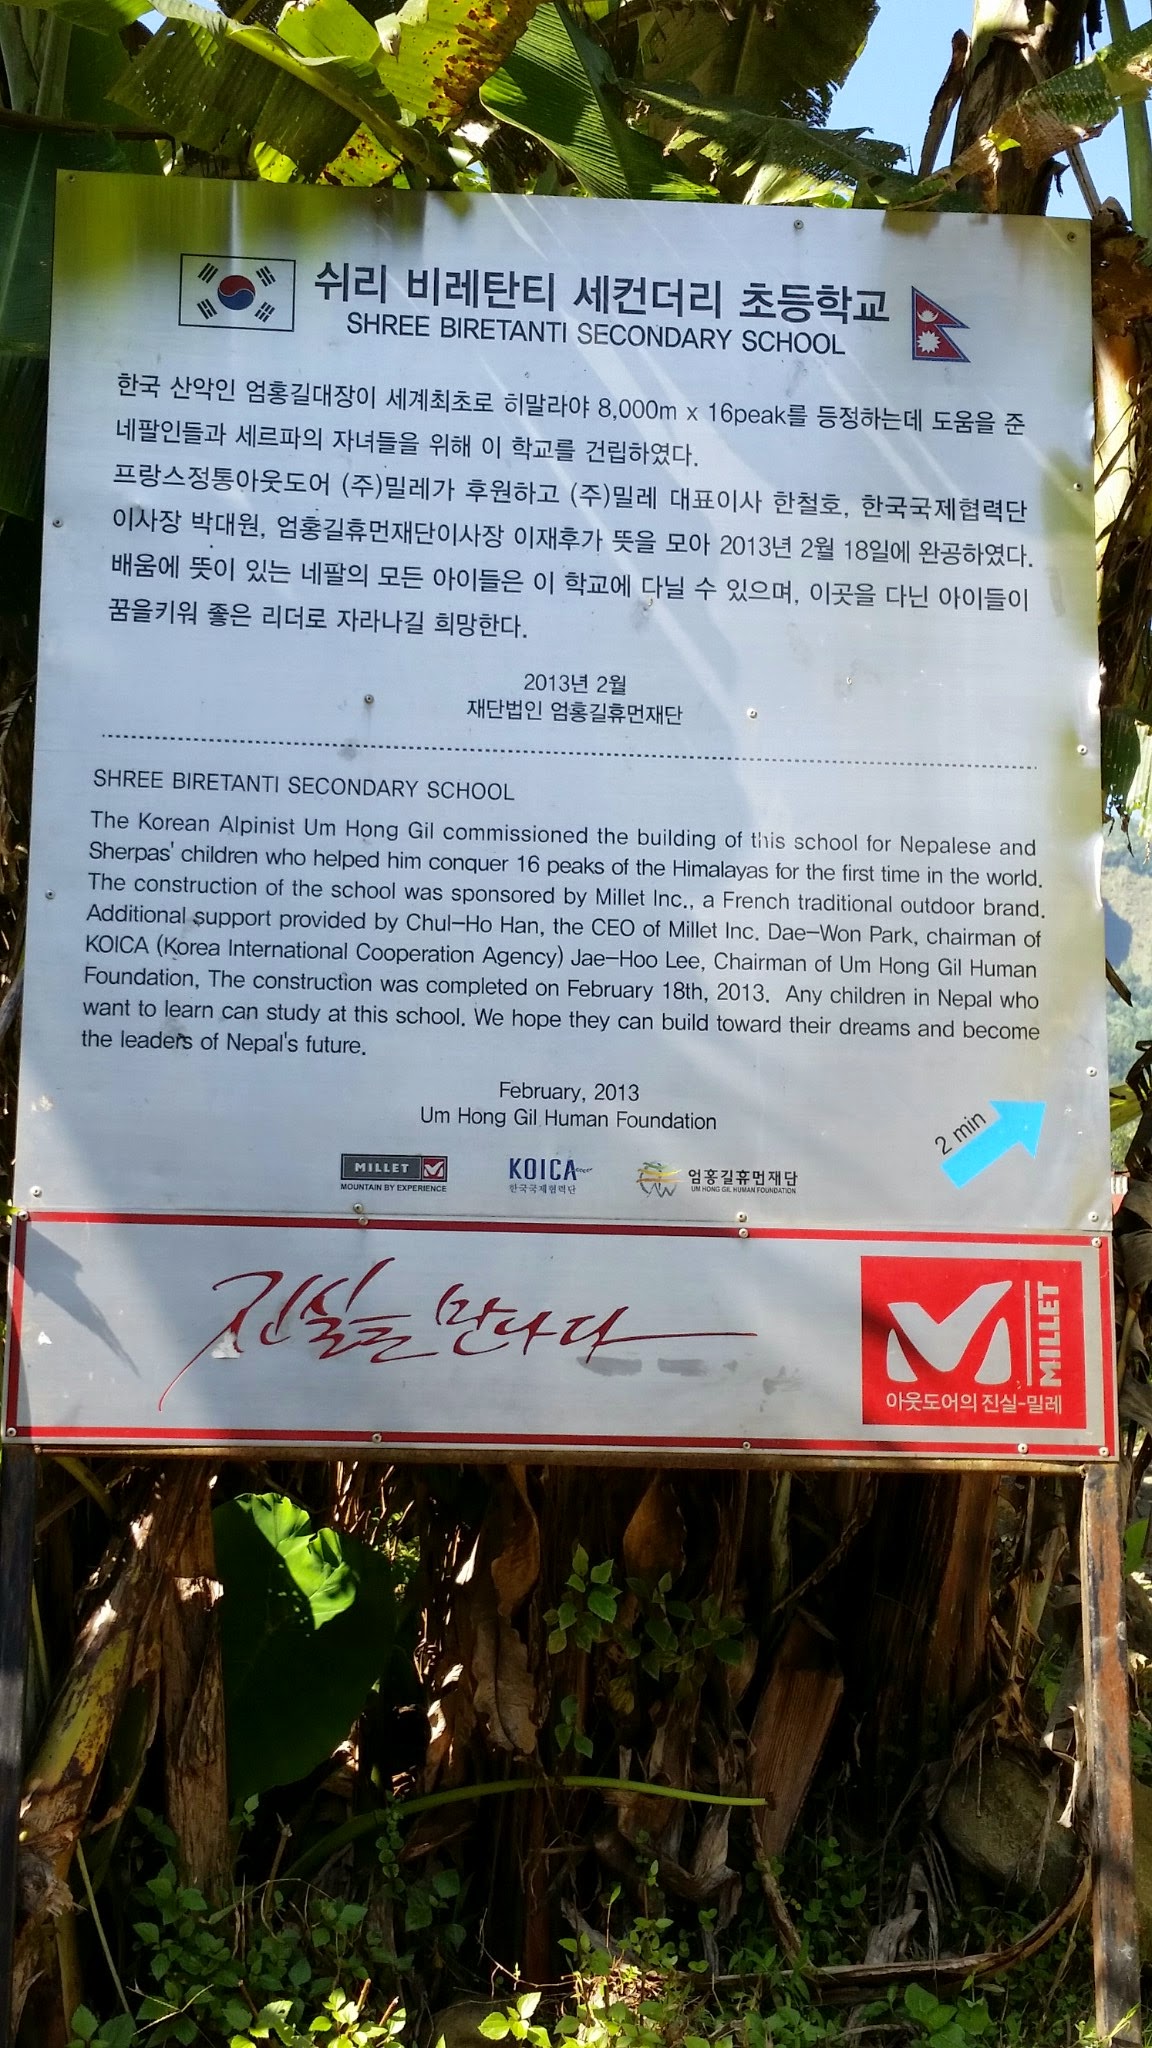 쉬리 비레탄티 세컨더리 초등학교
SHREE BIRETANTI SECONDARY SCHOOL
한국 산악인 엄홍길대장이 세계최초로 히말라야 8,000m x 16peak를 등정하는데 도움을 준
네팔인들과 세르파의 자녀들을 위해 이 학교를 건립하였다.
프랑스정통아웃도어 (주)밀레가 후원하고 (주)밀레 대표이사 한철호, 한국국제협력단
이사장 박대원, 엄홍길휴먼재단이사장 이재후가 뜻을 모아 2013년 2월 18일에 완공하였다.
배움에 뜻이 있는 네팔의 모든 아이들은 이 학교에 다닐 수 있으며, 이곳을 다닌 아이들이
꿈을키워 좋은 리더로 자라나길 희망한다.
2013년 2월
재단법인 엄홍길휴먼재단
SHREE BIRETANTI SECONDARY SCHOOL
The Korean Alpinist Um Hong Gil commissioned the building of this school for Nepalese and
Sherpas' children who helped him conquer 16 peaks of the Himalayas for the first time in the world.
The construction of the school was sponsored by Millet Inc., a French traditional outdoor brand.
Additional support provided by Chul-Ho Han, the CEO of Millet Inc. Dae-Won Park, chairman of
KOICA (Korea International Cooperation Agency) Jae-Hoo Lee, Chairman of Um Hong Gil Human
Foundation, The construction was completed on February 18th, 2013. Any children in Nepal who
want to learn can study at this school. We hope they can build toward their dreams and become
the leaders of Nepal's future.
February, 2013
Um Hong Gil Human Foundation
2 min
MILLET
MOUNTAIN BY EXPERIENCE
KOICA
한국국제협력단
엄홍길휴먼재단
UM HONG GIL HUMAN FOUNDATION
진실을 만나다
MILLET
아웃도어의 진실-밀레